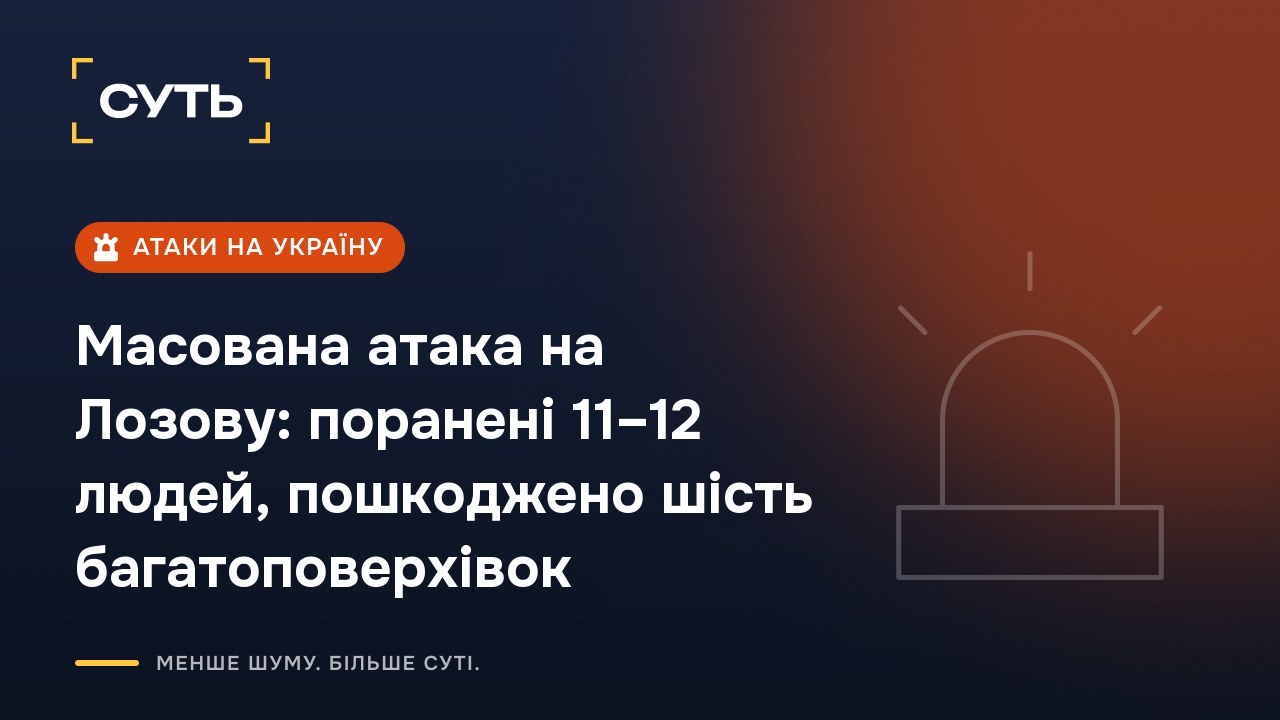 СУТЬ
АТАКИ НА УКРАЇНУ
Масована атака на
Лозову: поранені 11–12
людей, пошкоджено шість
багатоповерхівок
МЕНШЕ ШУМУ. БІЛЬШЕ СУТІ.